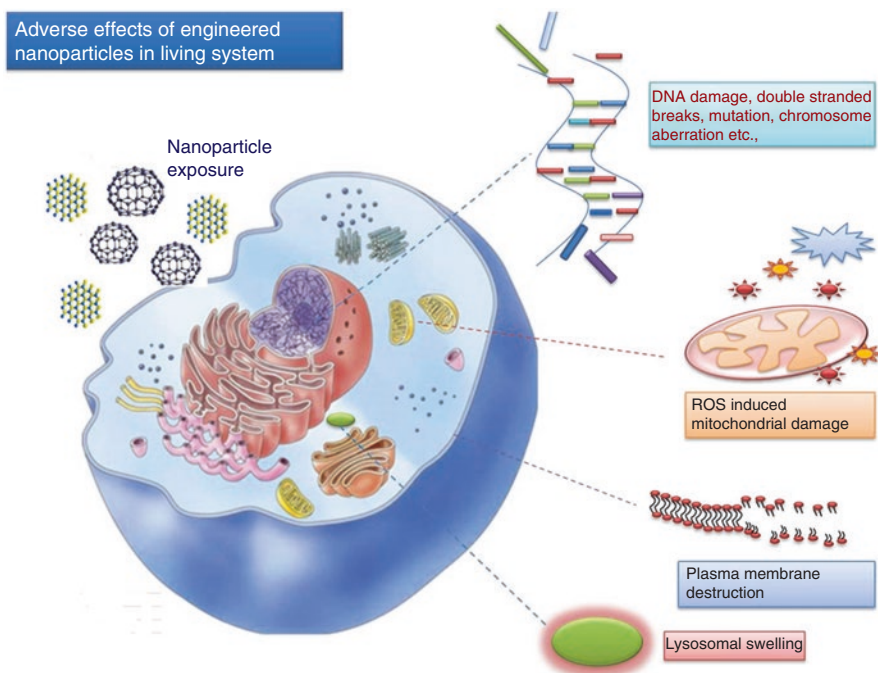 Adverse effects of engineered
nanoparticles in living system
Nanoparticle
exposure
DNA damage, double stranded
breaks, mutation, chromosome
aberration etc.,
ROS induced
mitochondrial damage
Plasma membrane
destruction
Lysosomal swelling